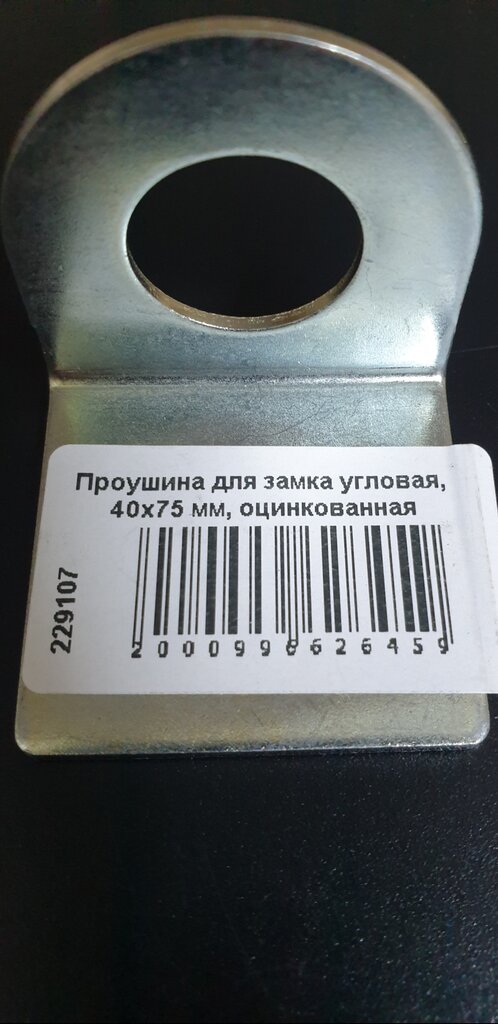 Проушина для замка угловая,
40x75 мм, оцинкованная
229107
2000998626459